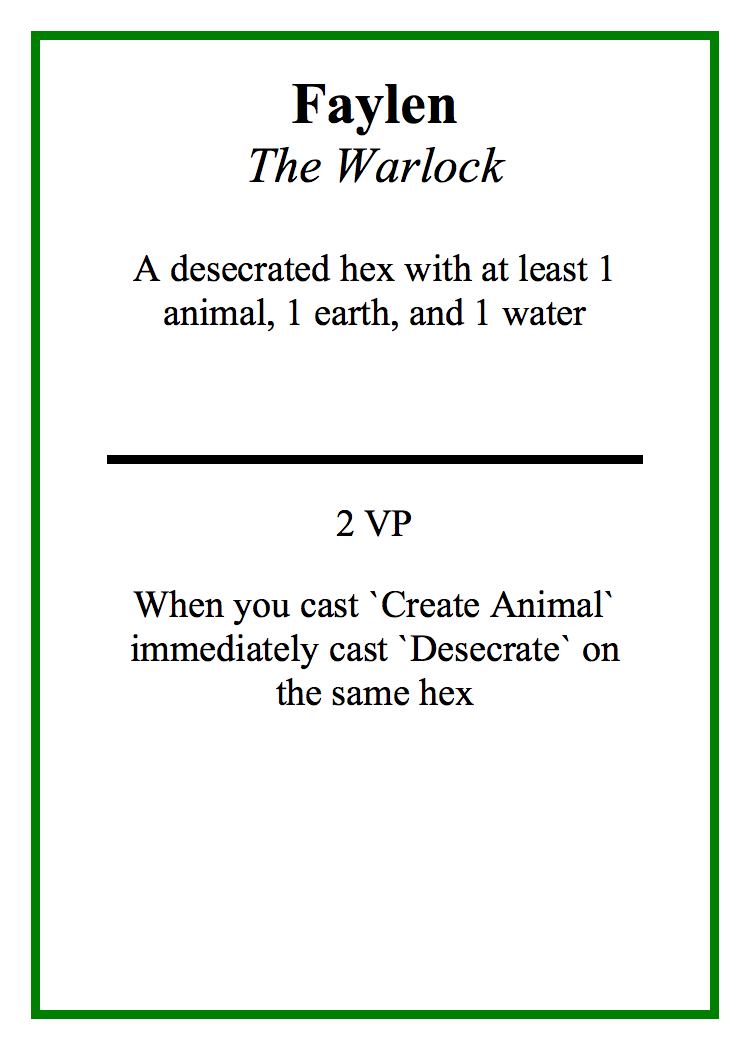 Faylen
The Warlock
A desecrated hex with at least 1
animal, 1 earth, and 1 water
2 VP
When you cast `Create Animal`
immediately cast `Desecrate` on
the same hex